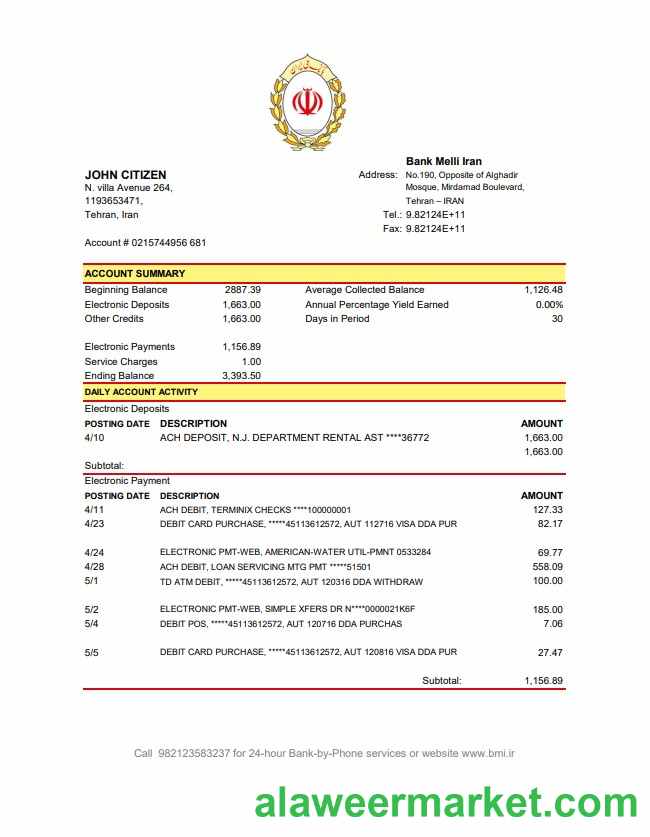 بانک ملی ایران
Bank Melli Iran
JOHN CITIZEN
Address: No.190, Opposite of Alghadir
N. villa Avenue 264,
Mosque, Mirdamad Boulevard,
1193653471,
Tehran – IRAN
Tehran, Iran
Tel.: 9.82124E+11
Fax: 9.82124E+11
Account # 0215744956 681
ACCOUNT SUMMARY
Beginning Balance 2887.39 Average Collected Balance 1,126.48
Electronic Deposits 1,663.00 Annual Percentage Yield Earned 0.00%
Other Credits 1,663.00 Days in Period 30
Electronic Payments 1,156.89
Service Charges 1.00
Ending Balance 3,393.50
DAILY ACCOUNT ACTIVITY
Electronic Deposits
POSTING DATE DESCRIPTION AMOUNT
4/10 ACH DEPOSIT, N.J. DEPARTMENT RENTAL AST ****36772 1,663.00
1,663.00
Subtotal:
Electronic Payment
POSTING DATE DESCRIPTION AMOUNT
4/11 ACH DEBIT, TERMINIX CHECKS ****100000001 127.33
4/23 DEBIT CARD PURCHASE, *****45113612572, AUT 112716 VISA DDA PUR 82.17
4/24 ELECTRONIC PMT-WEB, AMERICAN-WATER UTIL-PMNT 0533284 69.77
4/28 ACH DEBIT, LOAN SERVICING MTG PMT *****51501 558.09
5/1 TD ATM DEBIT, *****45113612572, AUT 120316 DDA WITHDRAW 100.00
5/2 ELECTRONIC PMT-WEB, SIMPLE XFERS DR N****0000021K6F 185.00
5/4 DEBIT POS, *****45113612572, AUT 120716 DDA PURCHAS 7.06
5/5 DEBIT CARD PURCHASE, *****45113612572, AUT 120816 VISA DDA PUR 27.47
Subtotal: 1,156.89
Call 982123583237 for 24-hour Bank-by-Phone services or website www.bmi.ir
alaweermarket.com